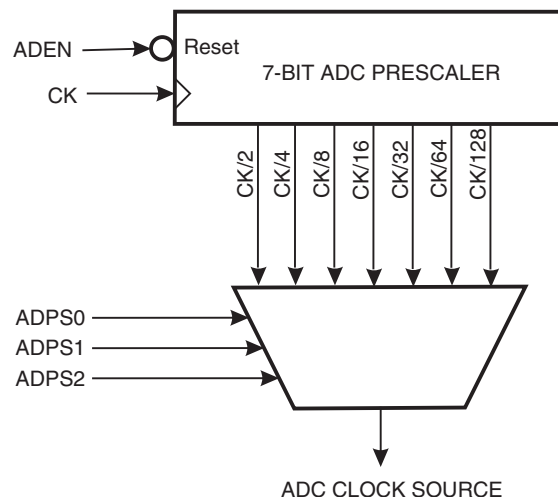 ADEN
Reset
7-BIT ADC PRESCALER
CK
CK/2
CK/4
CK/8
CK/16
CK/32
CK/64
CK/128
ADPS0
ADPS1
ADPS2
ADC CLOCK SOURCE